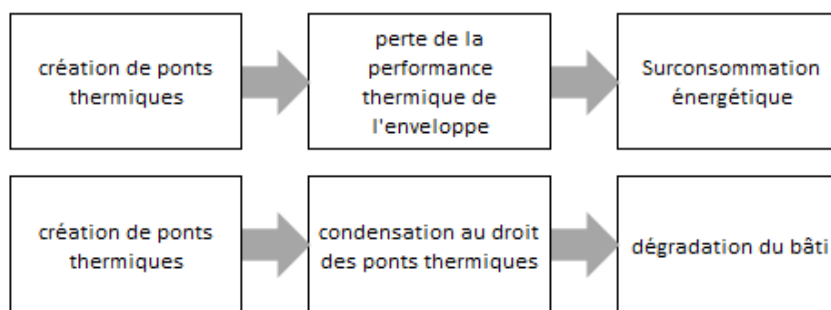 création de ponts
thermiques
perte de la
performance
thermique de
l'enveloppe
Surconsommation
énergétique
création de ponts
thermiques
condensation au droit
des ponts thermiques
dégradation du bâti